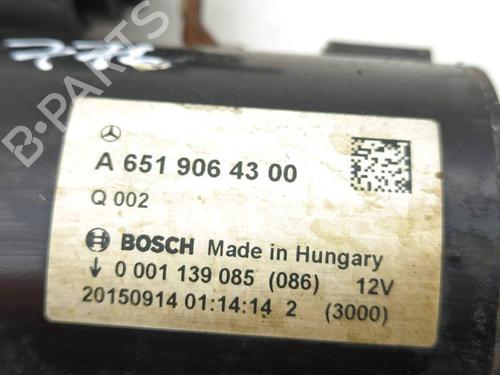 B-PARTS
A 651 906 43 00
Q 002
BOSCH Made in Hungary
↓ 0 001 139 085 (086) 12V
20150914 01:14:14 2 (3000)